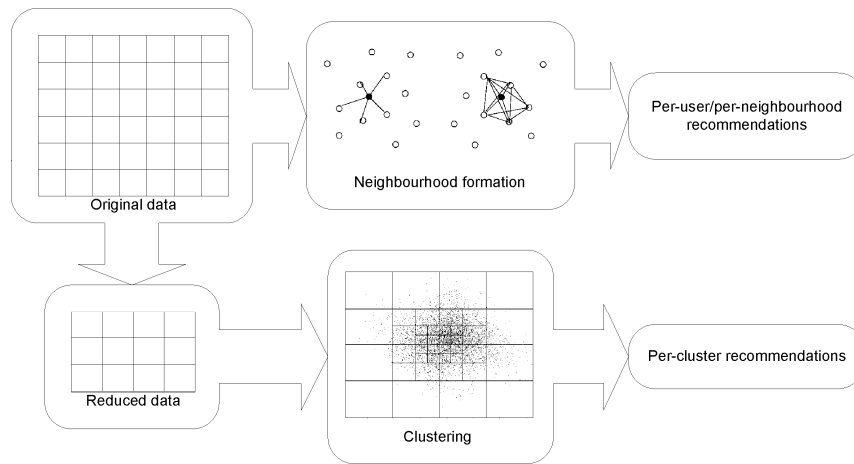 Original data
Neighbourhood formation
Per-user/per-neighbourhood
recommendations
Reduced data
Clustering
Per-cluster recommendations